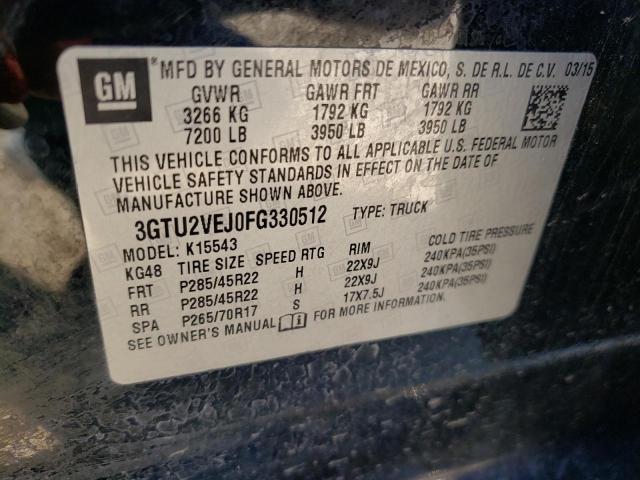 GM
®MFD BY GENERAL MOTORS DE MEXICO, S. DE R.L. DE C.V. 03/15
GVWR GAWR FRT GAWR RR
3266 KG 1792 KG 1792 KG
7200 LB 3950 LB 3950 LB
THIS VEHICLE CONFORMS TO ALL APPLICABLE U.S. FEDERAL MOTOR
VEHICLE SAFETY STANDARDS IN EFFECT ON THE DATE OF
MANUFACTURE SHOWN ABOVE.
3GTU2VEJ0FG330512 TYPE: TRUCK
MODEL: K15543
KG48 TIRE SIZE SPEED RTG RIM COLD TIRE PRESSURE
FRT P285/45R22 H 22X9J 240KPA(35PSI)
RR P285/45R22 H 22X9J 240KPA(35PSI)
SPA P265/70R17 S 17X7.5J 240KPA(35PSI)
SEE OWNER'S MANUAL i FOR MORE INFORMATION.